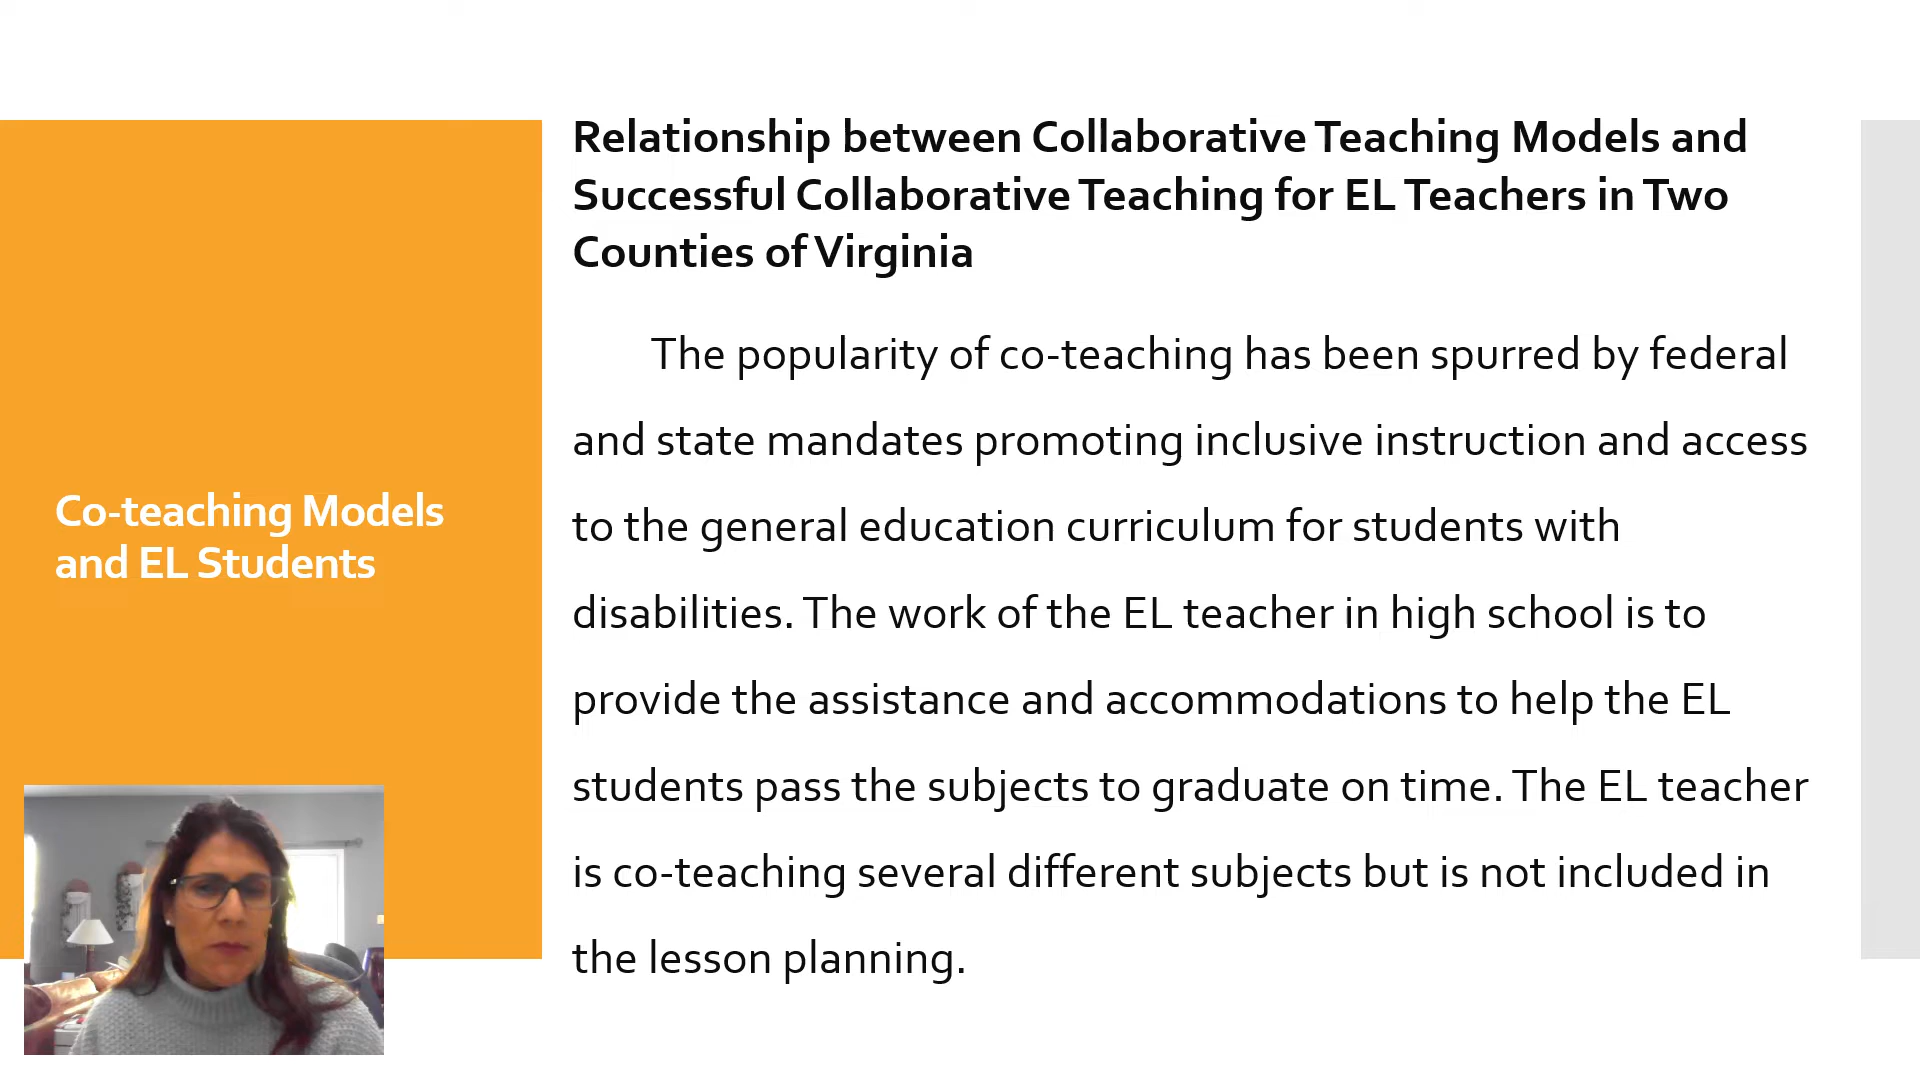 Relationship between Collaborative Teaching Models and
Successful Collaborative Teaching for EL Teachers in Two
Counties of Virginia
The popularity of co-teaching has been spurred by federal
and state mandates promoting inclusive instruction and access
to the general education curriculum for students with
disabilities. The work of the EL teacher in high school is to
provide the assistance and accommodations to help the EL
students pass the subjects to graduate on time. The EL teacher
is co-teaching several different subjects but is not included in
the lesson planning.
Co-teaching Models
and EL Students